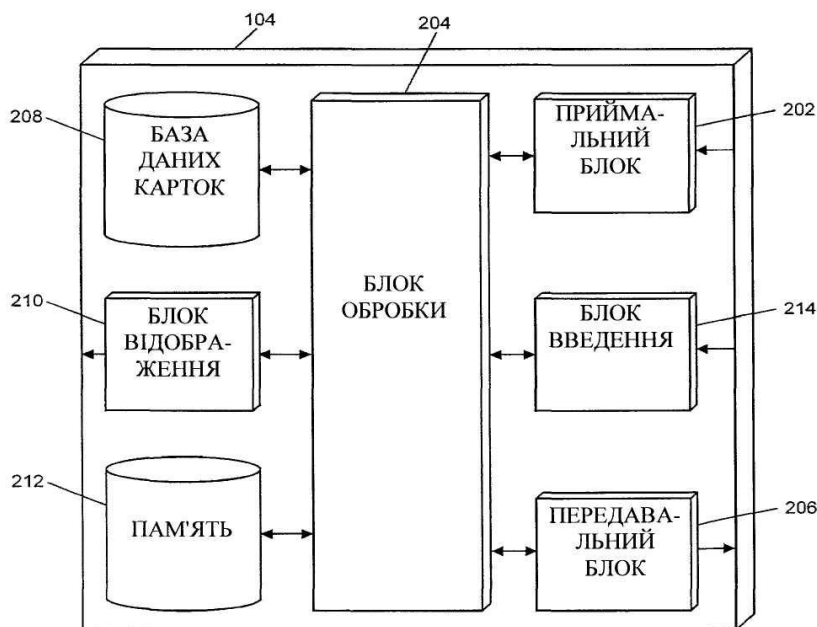 104
204
208
БАЗА
ДАНИХ
КАРТОК
ПРИЙМА-
ЛЬНИЙ
БЛОК
202
210
БЛОК
ВІДОБРА-
ЖЕННЯ
БЛОК
ОБРОБКИ
БЛОК
ВВЕДЕННЯ
214
212
ПАМ'ЯТЬ
ПЕРЕДАВА-
ЛЬНИЙ
БЛОК
206